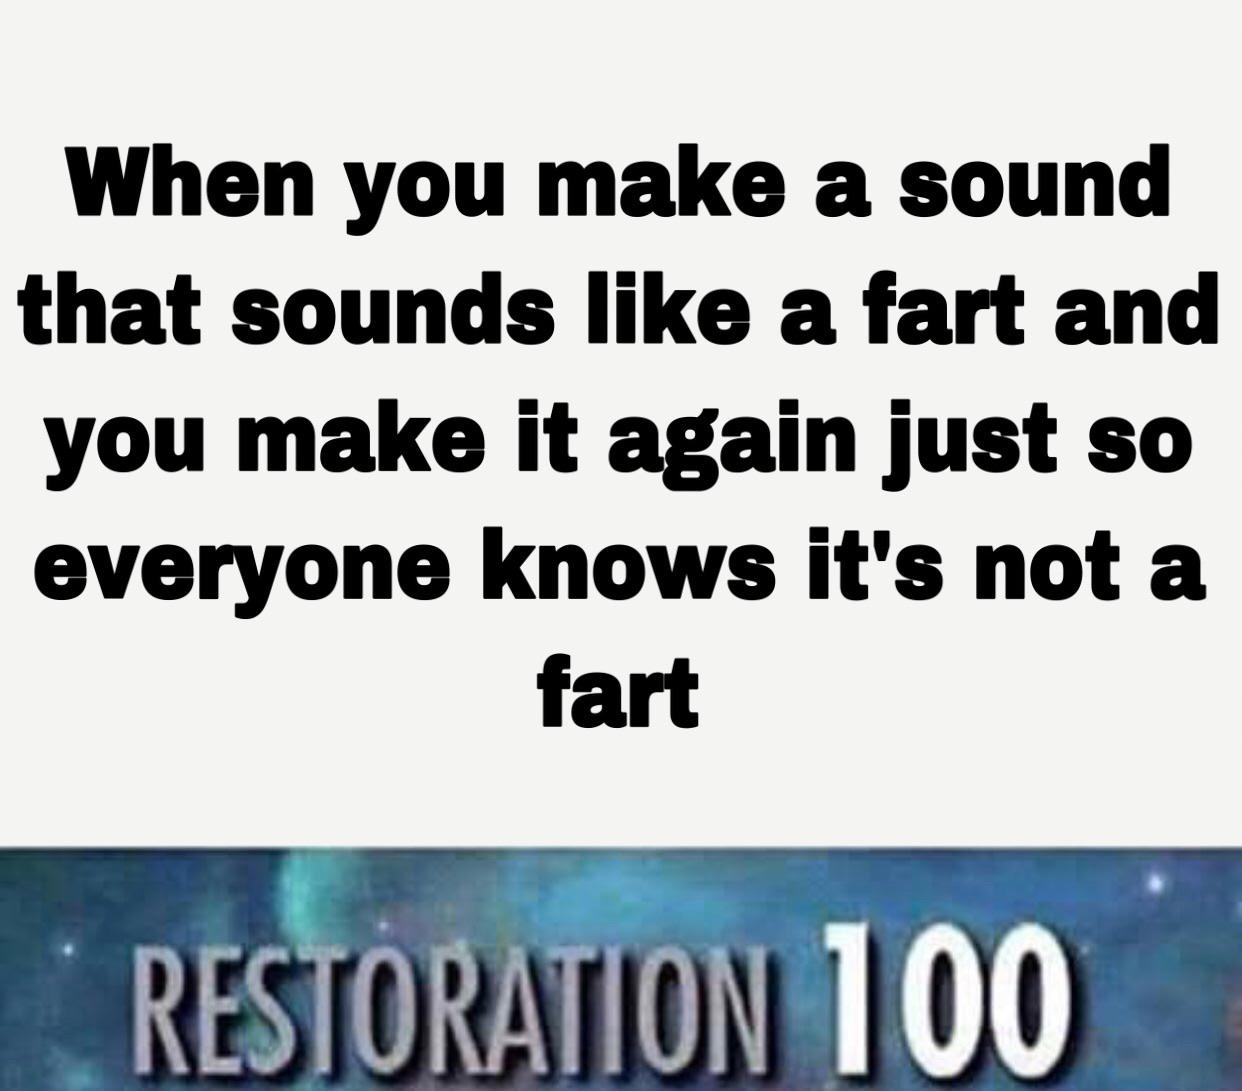 When you make a sound
that sounds like a fart and
you make it again just so
everyone knows it's not a
fart
RESTORATION 100